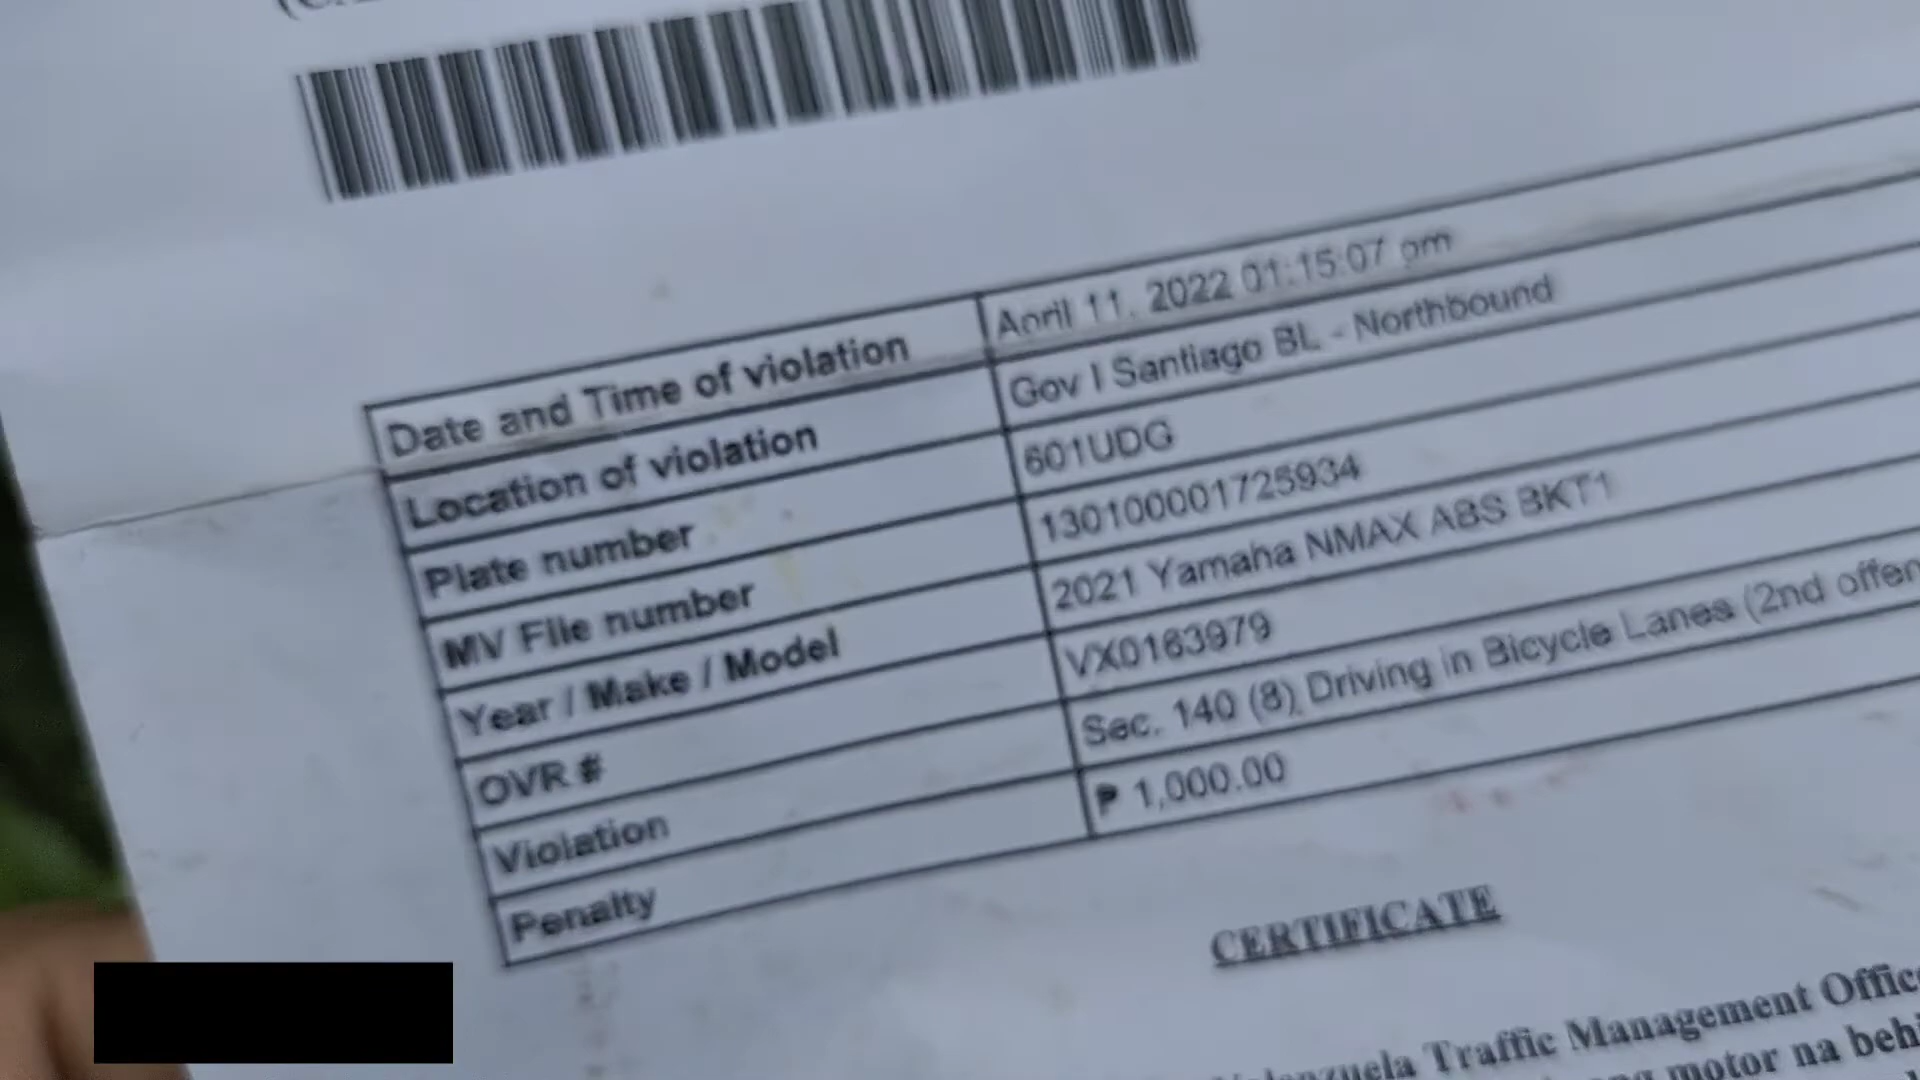 Date and Time of violation April 11, 2022 01:15:07 pm
Location of violation Gov I Santiago BL - Northbound
Plate number 601UDG
MV File number 130100001725934
Year / Make / Model 2021 Yamaha NMAX ABS BKT1
OVR # VX0163979
Violation Sec. 140 (8) Driving in Bicycle Lanes (2nd offen
Penalty ₱ 1,000.00
CERTIFICATE
Traffic Management Offic
motor na behi